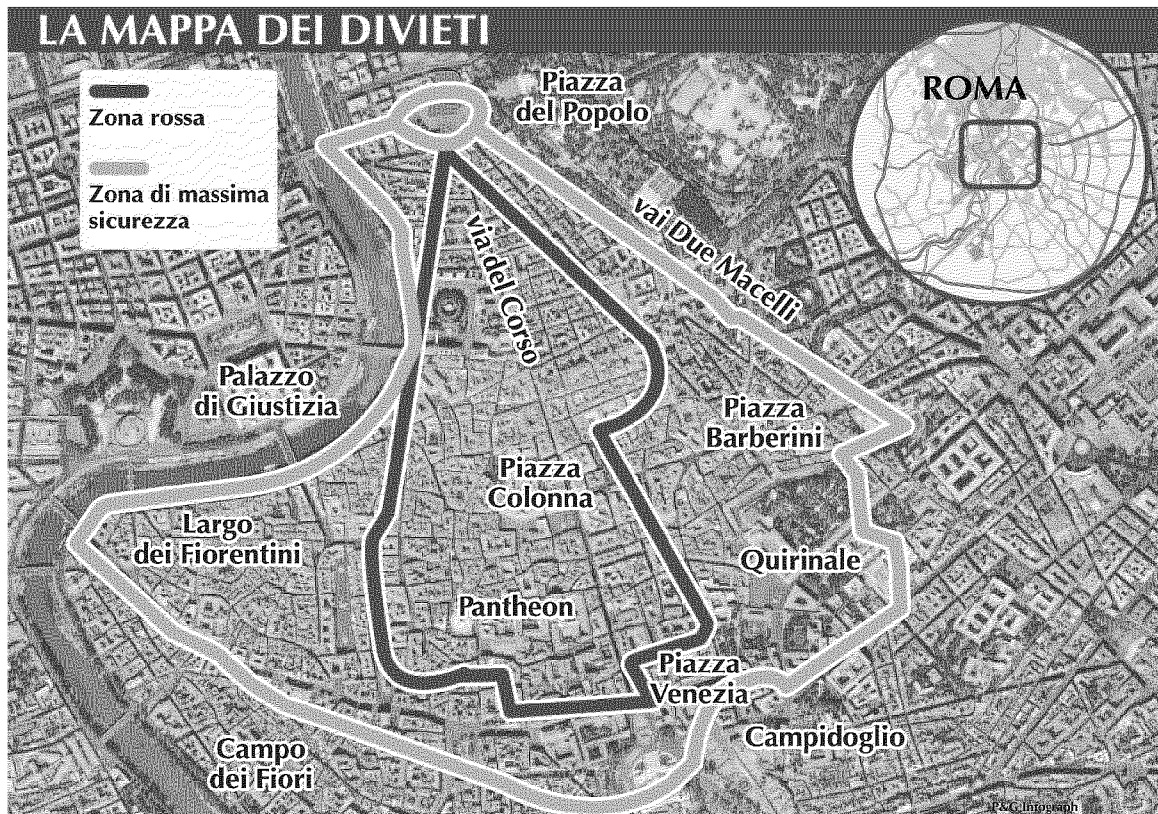 LA MAPPA DEI DIVIETI
Zona rossa
Zona di massima
sicurezza
ROMA
Piazza
del Popolo
via del Corso
vai Due Macelli
Palazzo
di Giustizia
Piazza
Barberini
Piazza
Colonna
Largo
dei Fiorentini
Quirinale
Pantheon
Piazza
Venezia
Campidoglio
Campo
dei Fiori
P&G Infograph